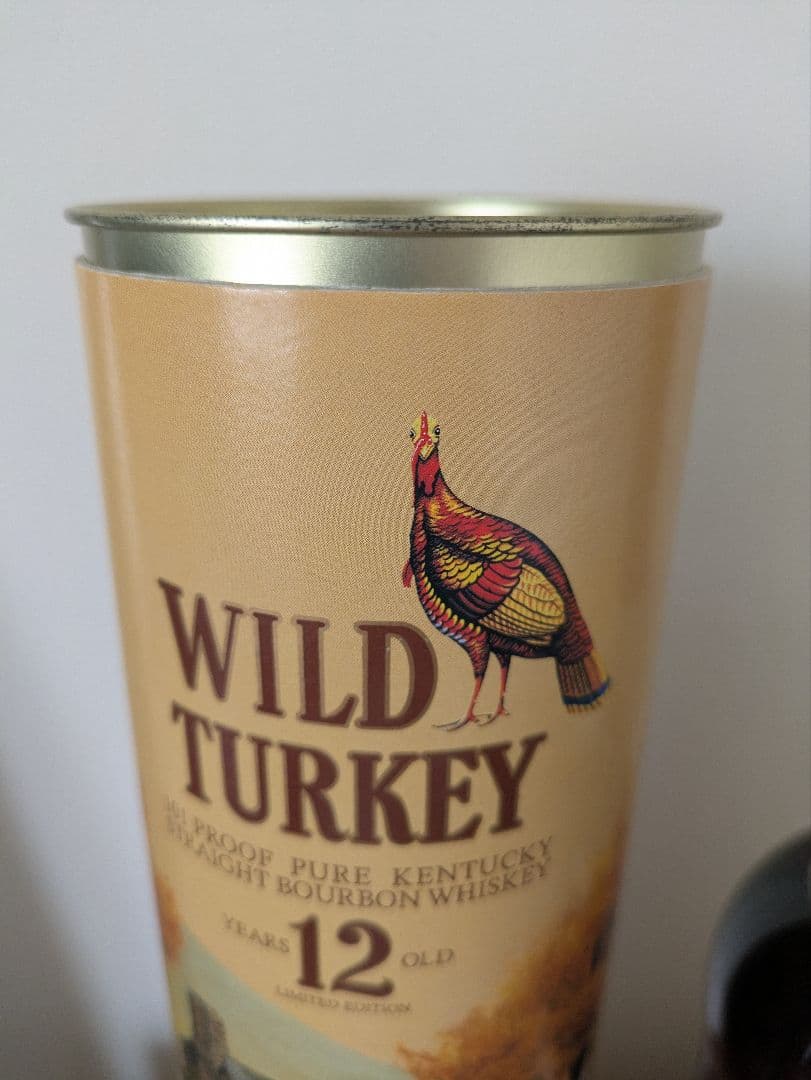 WILD
TURKEY
101 PROOF PURE KENTUCKY
STRAIGHT BOURBON WHISKEY
YEARS 12 OLD
LIMITED EDITION